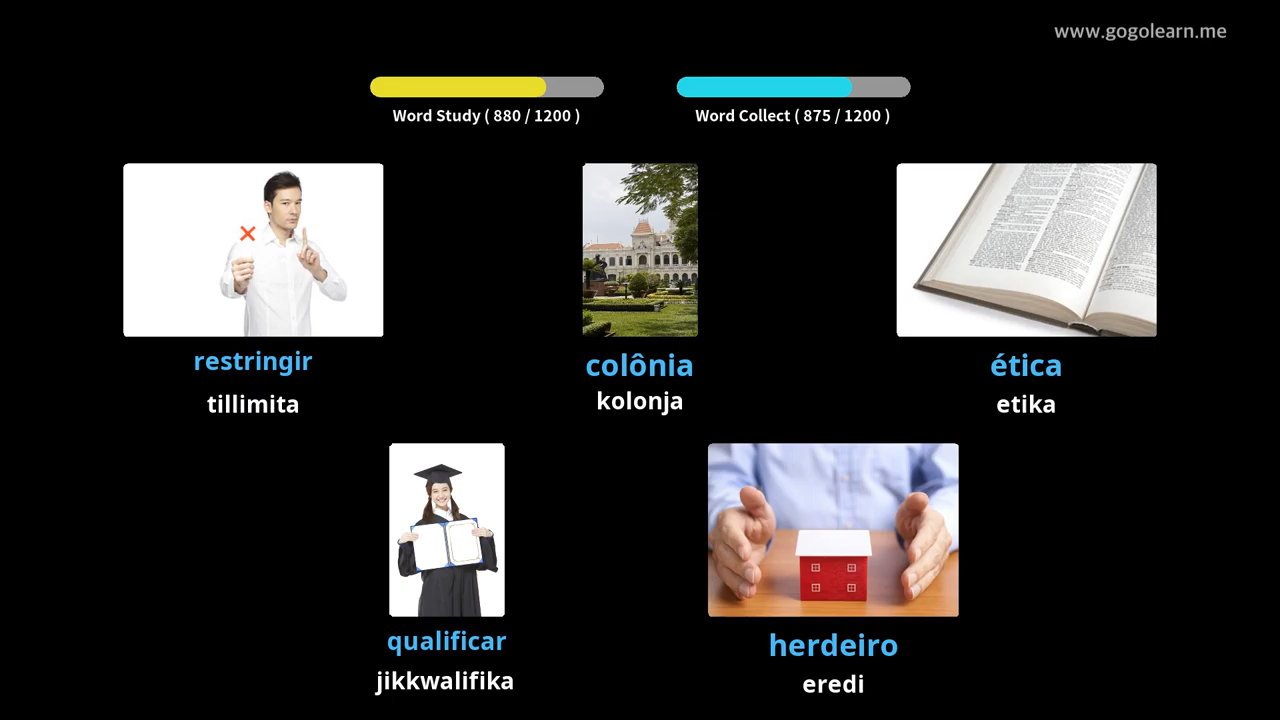 www.gogolearn.me
Word Study ( 880 / 1200 )
Word Collect ( 875 / 1200 )
restringir
tillimita
colônia
kolonja
ética
etika
qualificar
jikkwalifika
herdeiro
eredi